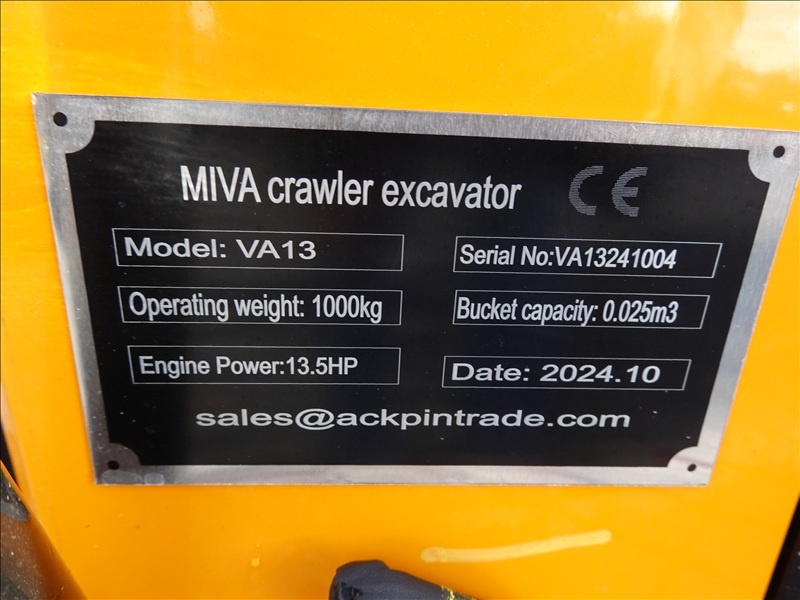 MIVA crawler excavator CE
Model: VA13
Serial No:VA13241004
Operating weight: 1000kg
Bucket capacity: 0.025m3
Engine Power:13.5HP
Date: 2024.10
sales@ackpintrade.com